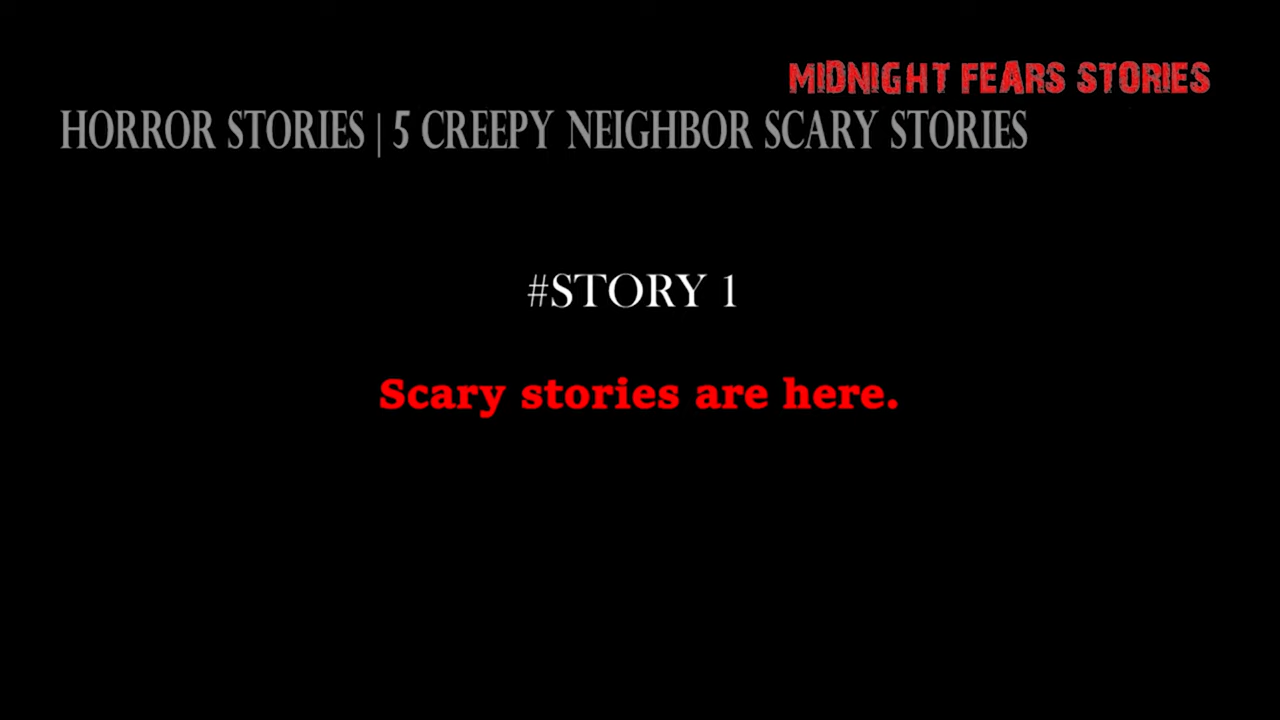 MIDNIGHT FEARS STORIES
HORROR STORIES | 5 CREEPY NEIGHBOR SCARY STORIES
#STORY 1
Scary stories are here.